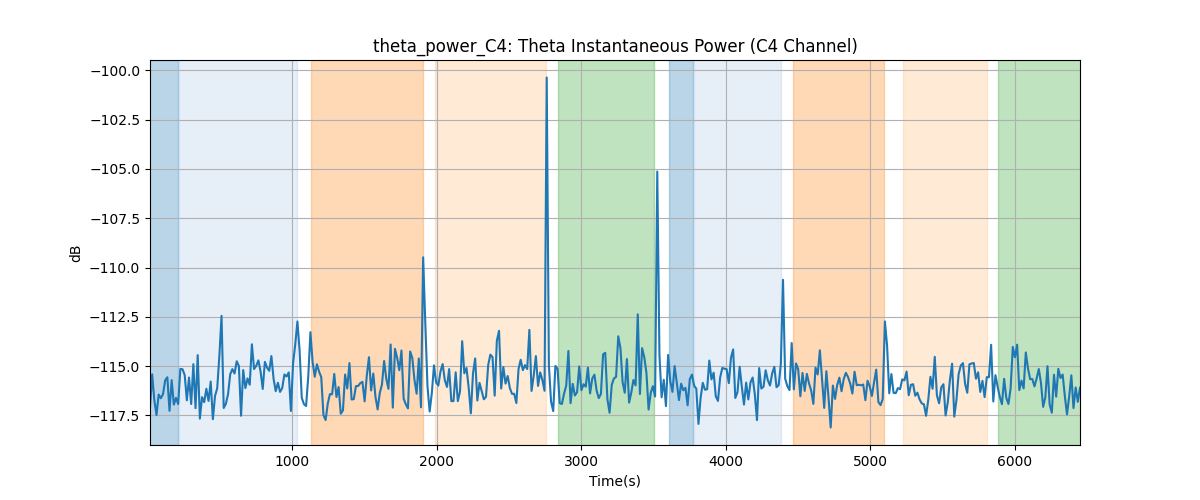 theta_power_C4: Theta Instantaneous Power (C4 Channel)
−100.0
−102.5
−105.0
−107.5
−110.0
−112.5
−115.0
−117.5
dB
1000 2000 3000 4000 5000 6000
Time(s)